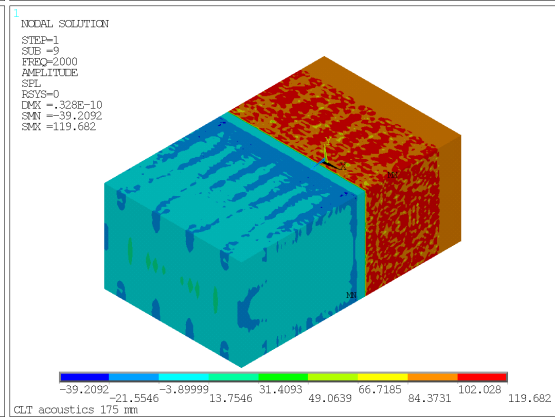 1
NODAL SOLUTION
STEP=1
SUB =9
FREQ=2000
AMPLITUDE
SPL
RSYS=0
DMX =.328E-10
SMN =-39.2092
SMX =119.682
MX
MN
-39.2092 -21.5546 -3.89999 13.7546 31.4093 49.0639 66.7185 84.3731 102.028 119.682
CLT acoustics 175 mm